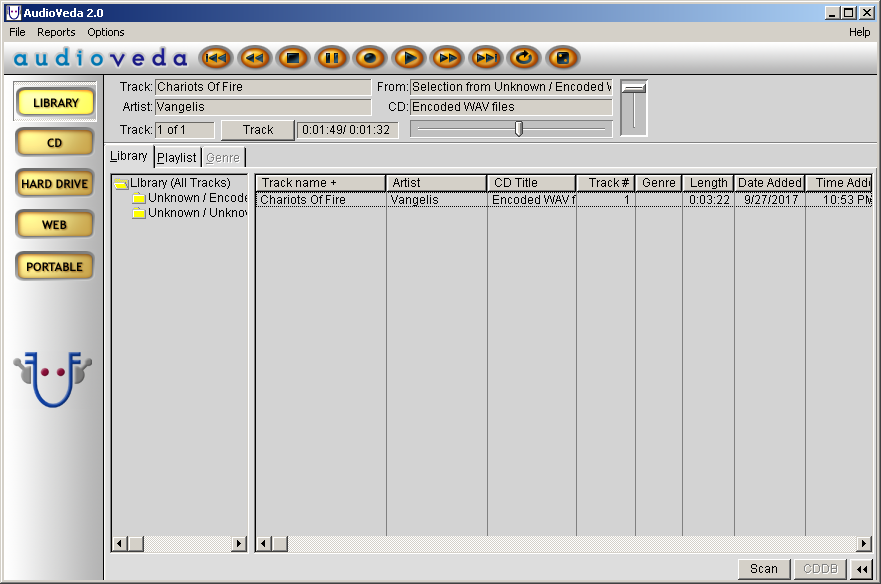 AudioVeda 2.0
File Reports Options Help
audioveda
Track: Chariots Of Fire From: Selection from Unknown / Encoded
Artist: Vangelis CD: Encoded WAV files
Track: 1 of 1 Track 0:01:49/ 0:01:32
LIBRARY
CD
HARD DRIVE
WEB
PORTABLE
Library Playlist Genre
LIbrary (All Tracks)
Unknown / Encode
Unknown / Unkno
Track name + Artist CD Title Track # Genre Length Date Added Time Adde
Chariots Of Fire Vangelis Encoded WAV f 1 0:03:22 9/27/2017 10:53 PM
Scan CDDB